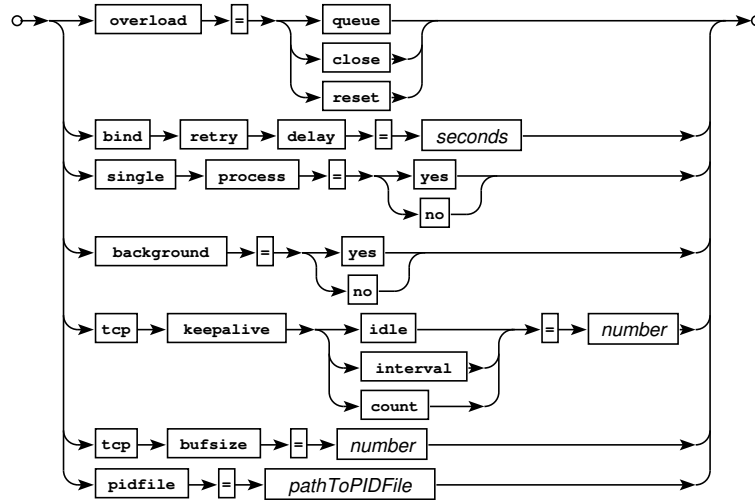 overload = queue
close
reset
bind retry delay = seconds
single process = yes
no
background = yes
no
tcp keepalive idle = number
interval
count
tcp bufsize = number
pidfile = pathToPIDFile